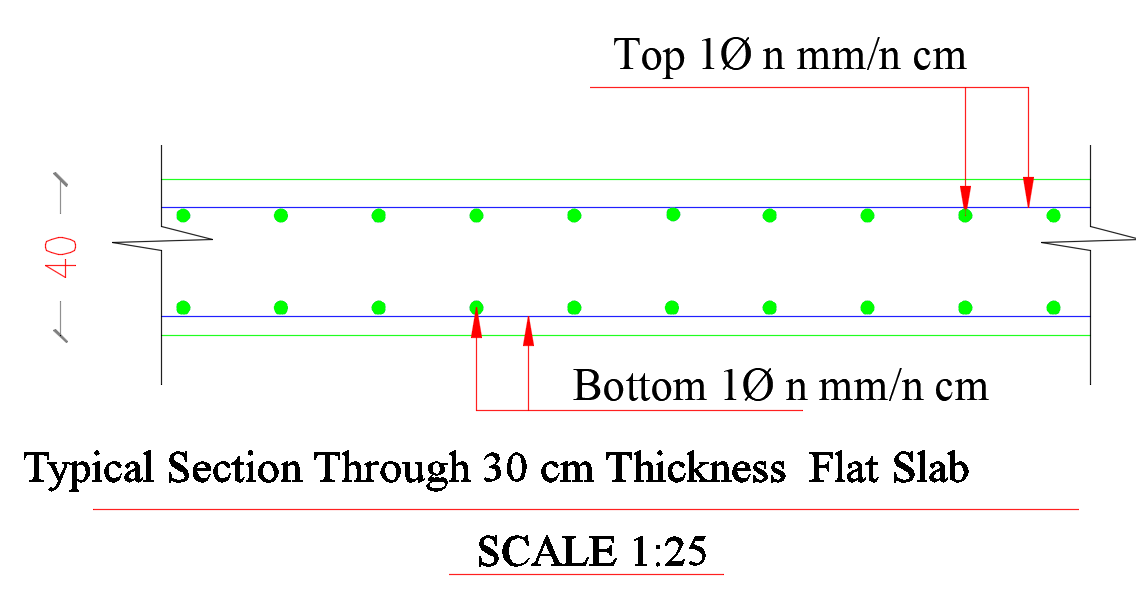 Top 1Ø n mm/n cm
40
Bottom 1Ø n mm/n cm
Typical Section Through 30 cm Thickness Flat Slab
SCALE 1:25